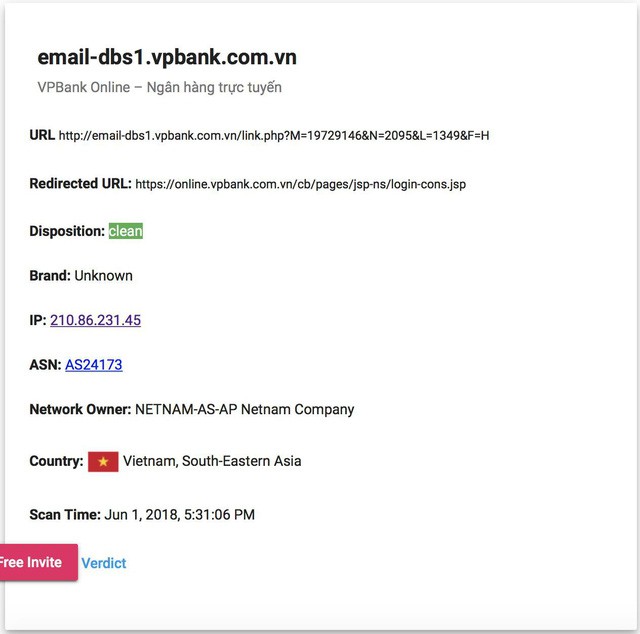 email-dbs1.vpbank.com.vn
VPBank Online – Ngân hàng trực tuyến
URL http://email-dbs1.vpbank.com.vn/link.php?M=19729146&N=2095&L=1349&F=H
Redirected URL: https://online.vpbank.com.vn/cb/pages/jsp-ns/login-cons.jsp
Disposition: clean
Brand: Unknown
IP: 210.86.231.45
ASN: AS24173
Network Owner: NETNAM-AS-AP Netnam Company
Country: Vietnam, South-Eastern Asia
Scan Time: Jun 1, 2018, 5:31:06 PM
Free Invite Verdict